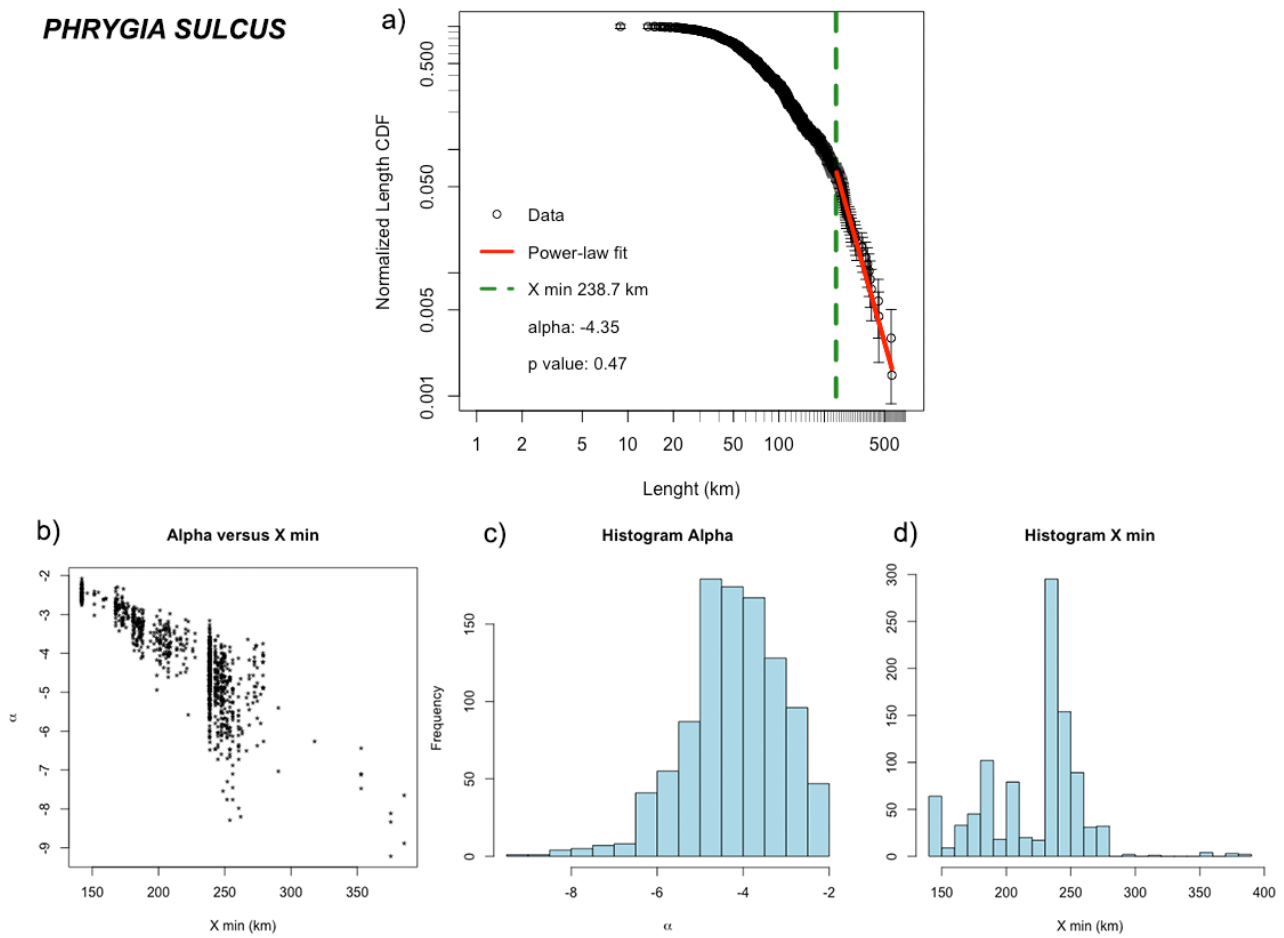 PHRYGIA SULCUS
a)
Normalized Length CDF
0.500
0.050
0.005
0.001
Data
Power-law fit
X min 238.7 km
alpha: -4.35
p value: 0.47
1 2 5 10 20 50 100 500
Lenght (km)
b)
Alpha versus X min
α
-2
-3
-4
-5
-6
-7
-8
-9
150 200 250 300 350
X min (km)
c)
Histogram Alpha
Frequency
150
100
50
0
-8 -6 -4 -2
α
d)
Histogram X min
300
250
200
150
100
50
0
150 200 250 300 350 400
X min (km)